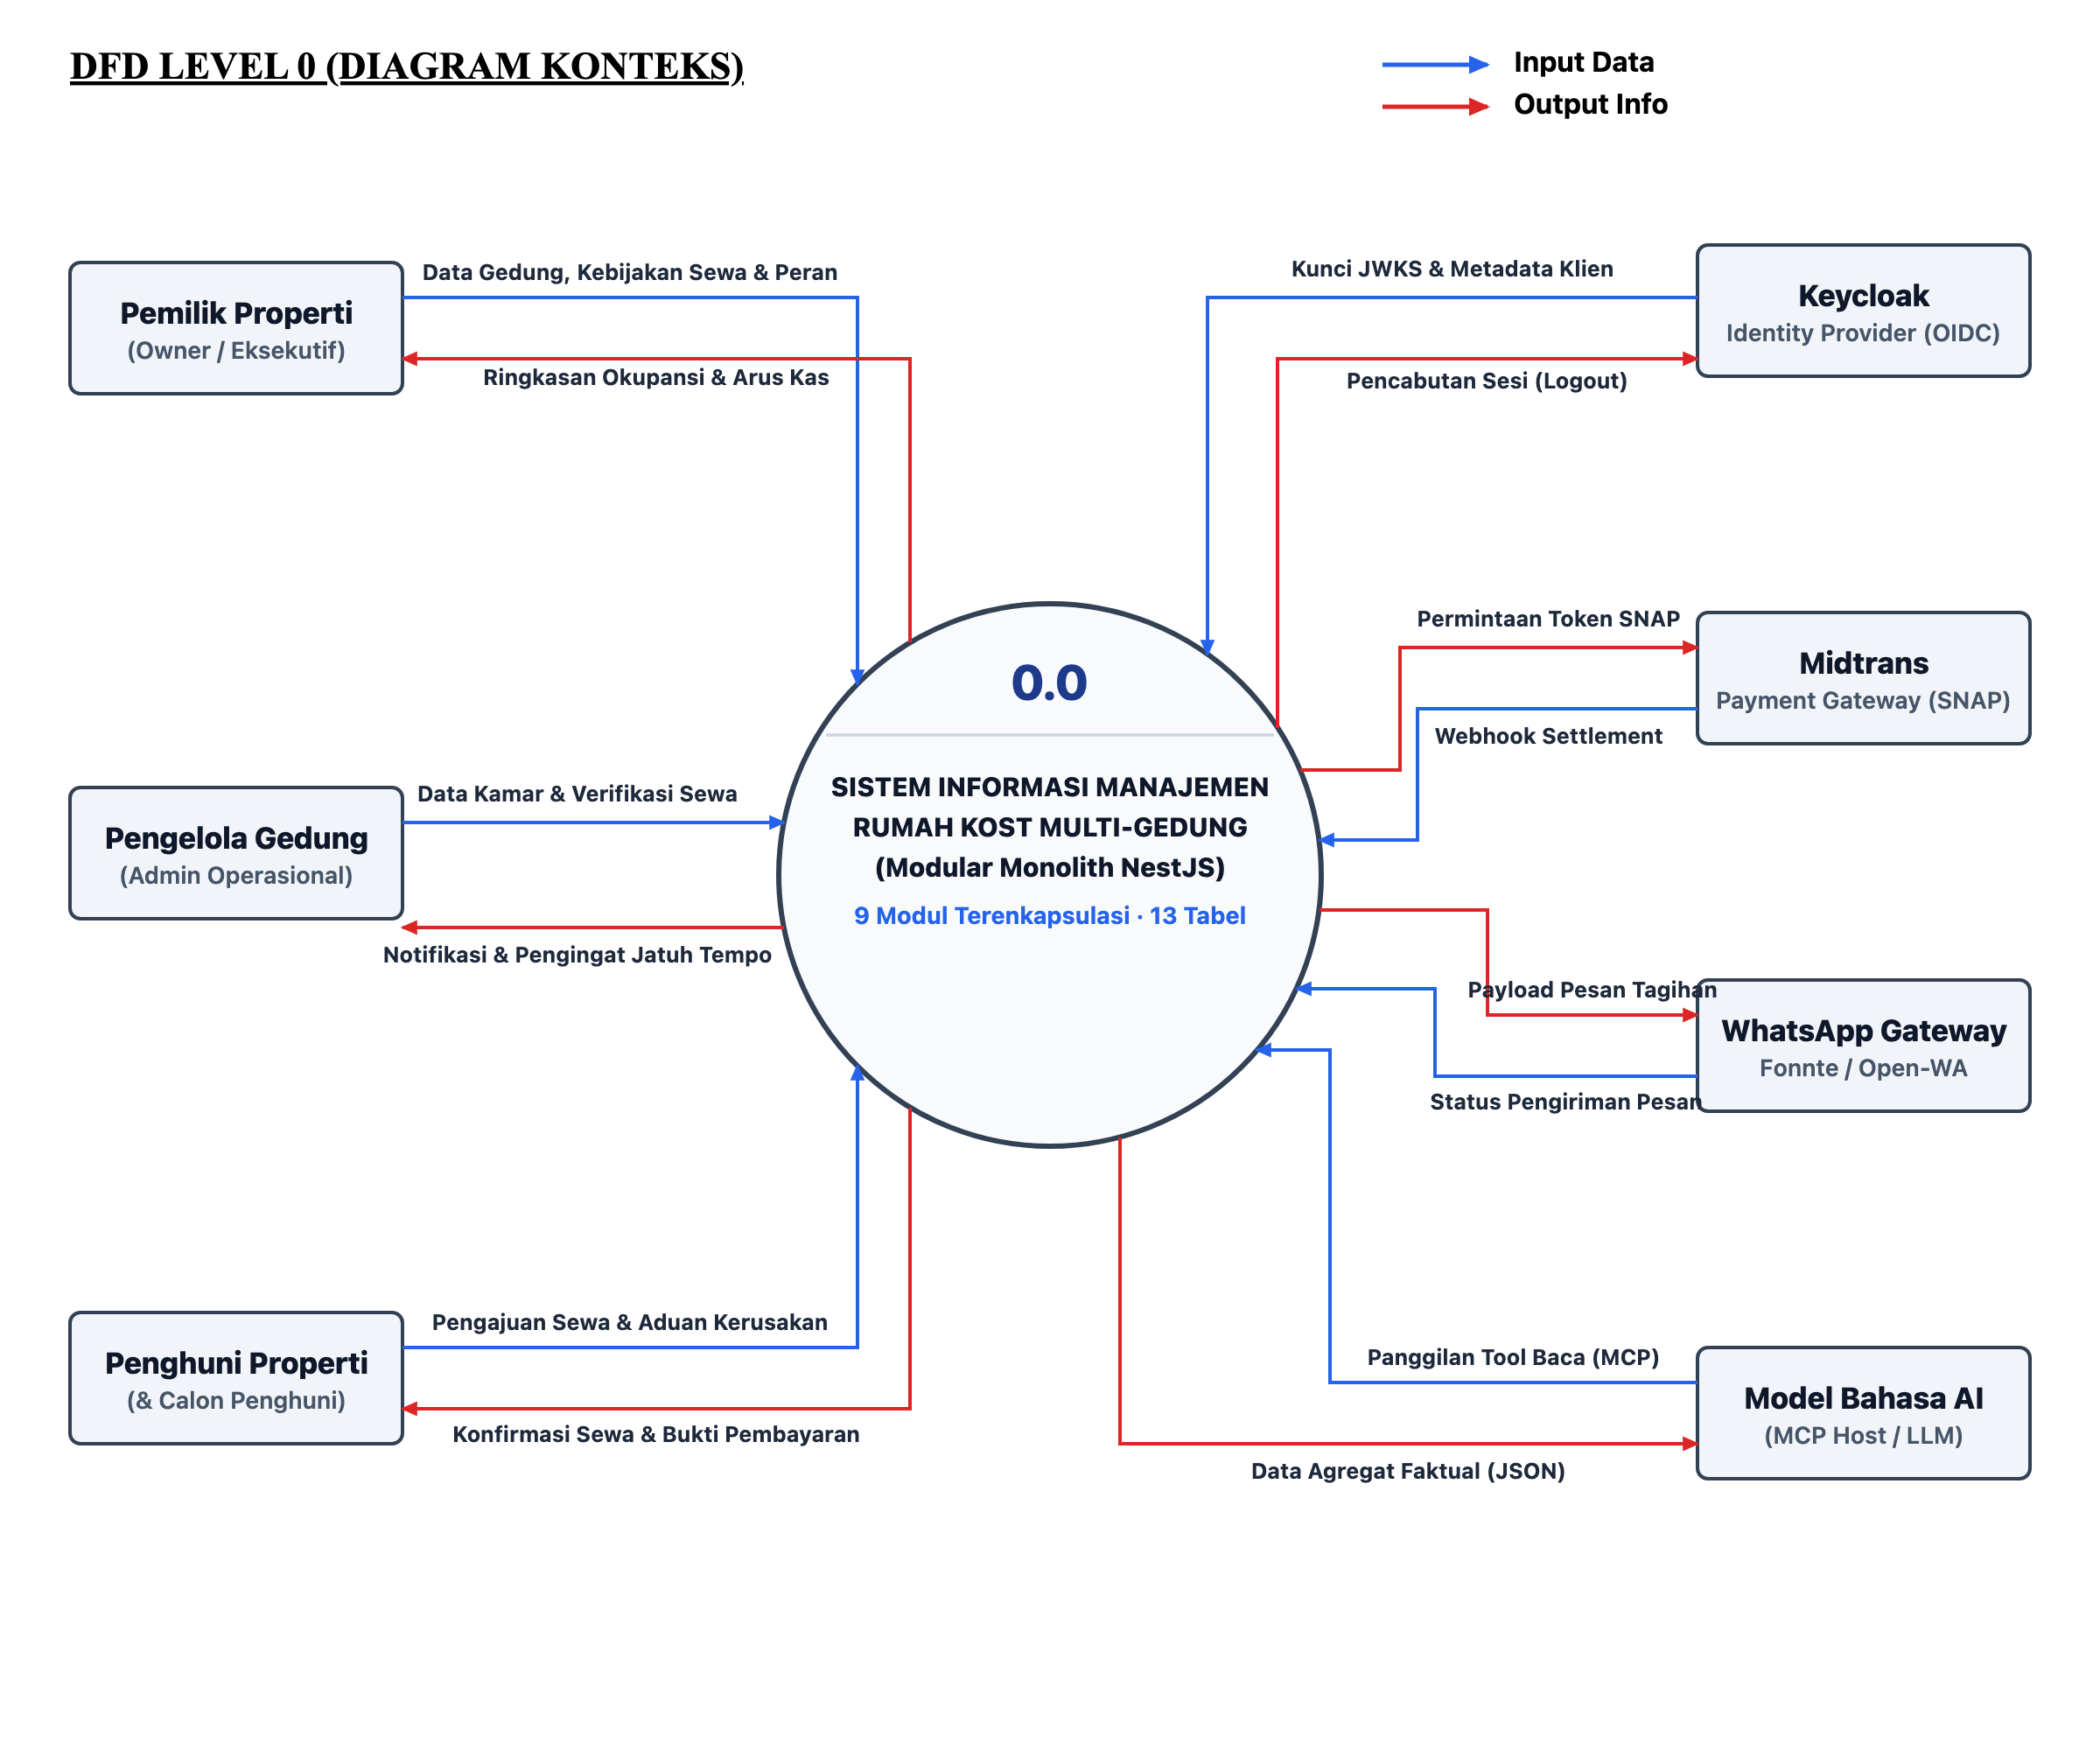 DFD LEVEL 0 (DIAGRAM KONTEKS)
Input Data
Output Info
Data Gedung, Kebijakan Sewa & Peran
Pemilik Properti
(Owner / Eksekutif)
Ringkasan Okupansi & Arus Kas
Kunci JWKS & Metadata Klien
Keycloak
Identity Provider (OIDC)
Pencabutan Sesi (Logout)
Permintaan Token SNAP
Midtrans
Payment Gateway (SNAP)
Webhook Settlement
0.0
SISTEM INFORMASI MANAJEMEN
RUMAH KOST MULTI-GEDUNG
(Modular Monolith NestJS)
9 Modul Terenkapsulasi · 13 Tabel
Data Kamar & Verifikasi Sewa
Pengelola Gedung
(Admin Operasional)
Notifikasi & Pengingat Jatuh Tempo
Payload Pesan Tagihan
WhatsApp Gateway
Fonnte / Open-WA
Status Pengiriman Pesan
Pengajuan Sewa & Aduan Kerusakan
Penghuni Properti
(& Calon Penghuni)
Konfirmasi Sewa & Bukti Pembayaran
Panggilan Tool Baca (MCP)
Model Bahasa AI
(MCP Host / LLM)
Data Agregat Faktual (JSON)